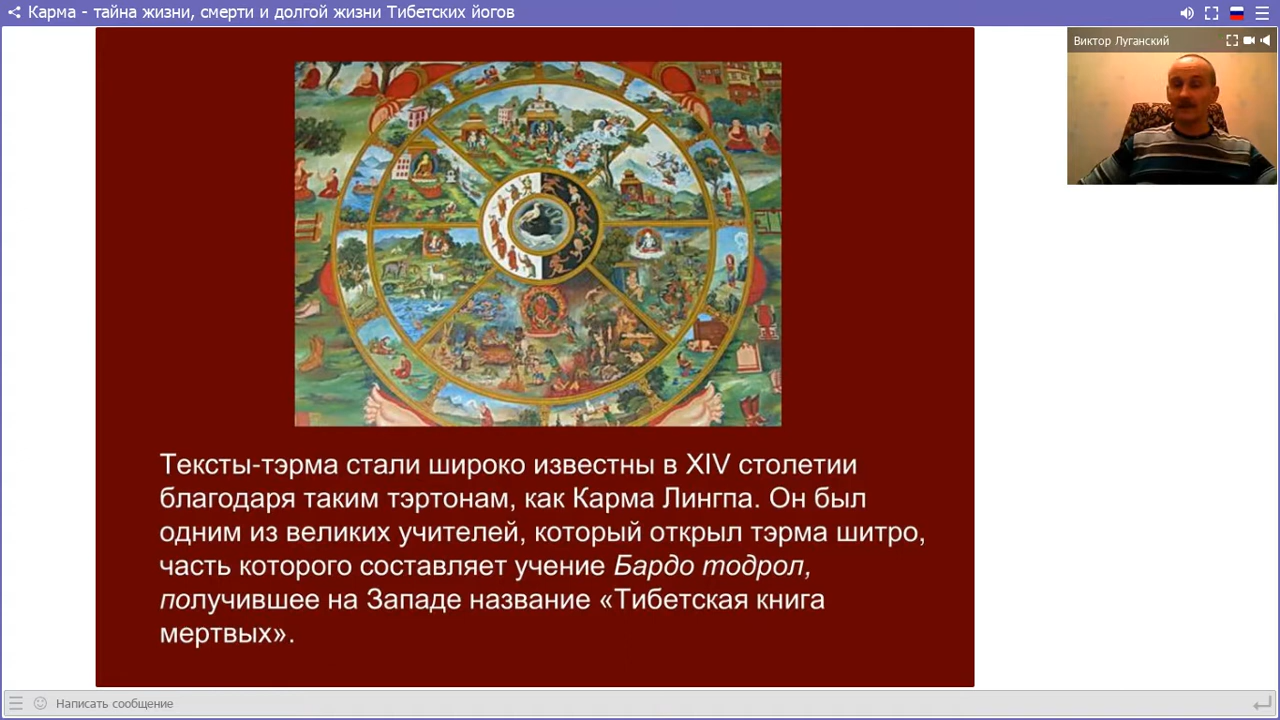 Карма - тайна жизни, смерти и долгой жизни Тибетских йогов
Виктор Луганский
Тексты-тэрма стали широко известны в XIV столетии
благодаря таким тэртонам, как Карма Лингпа. Он был
одним из великих учителей, который открыл тэрма шитро,
часть которого составляет учение Бардо тодрол,
получившее на Западе название «Тибетская книга
мертвых».
Написать сообщение